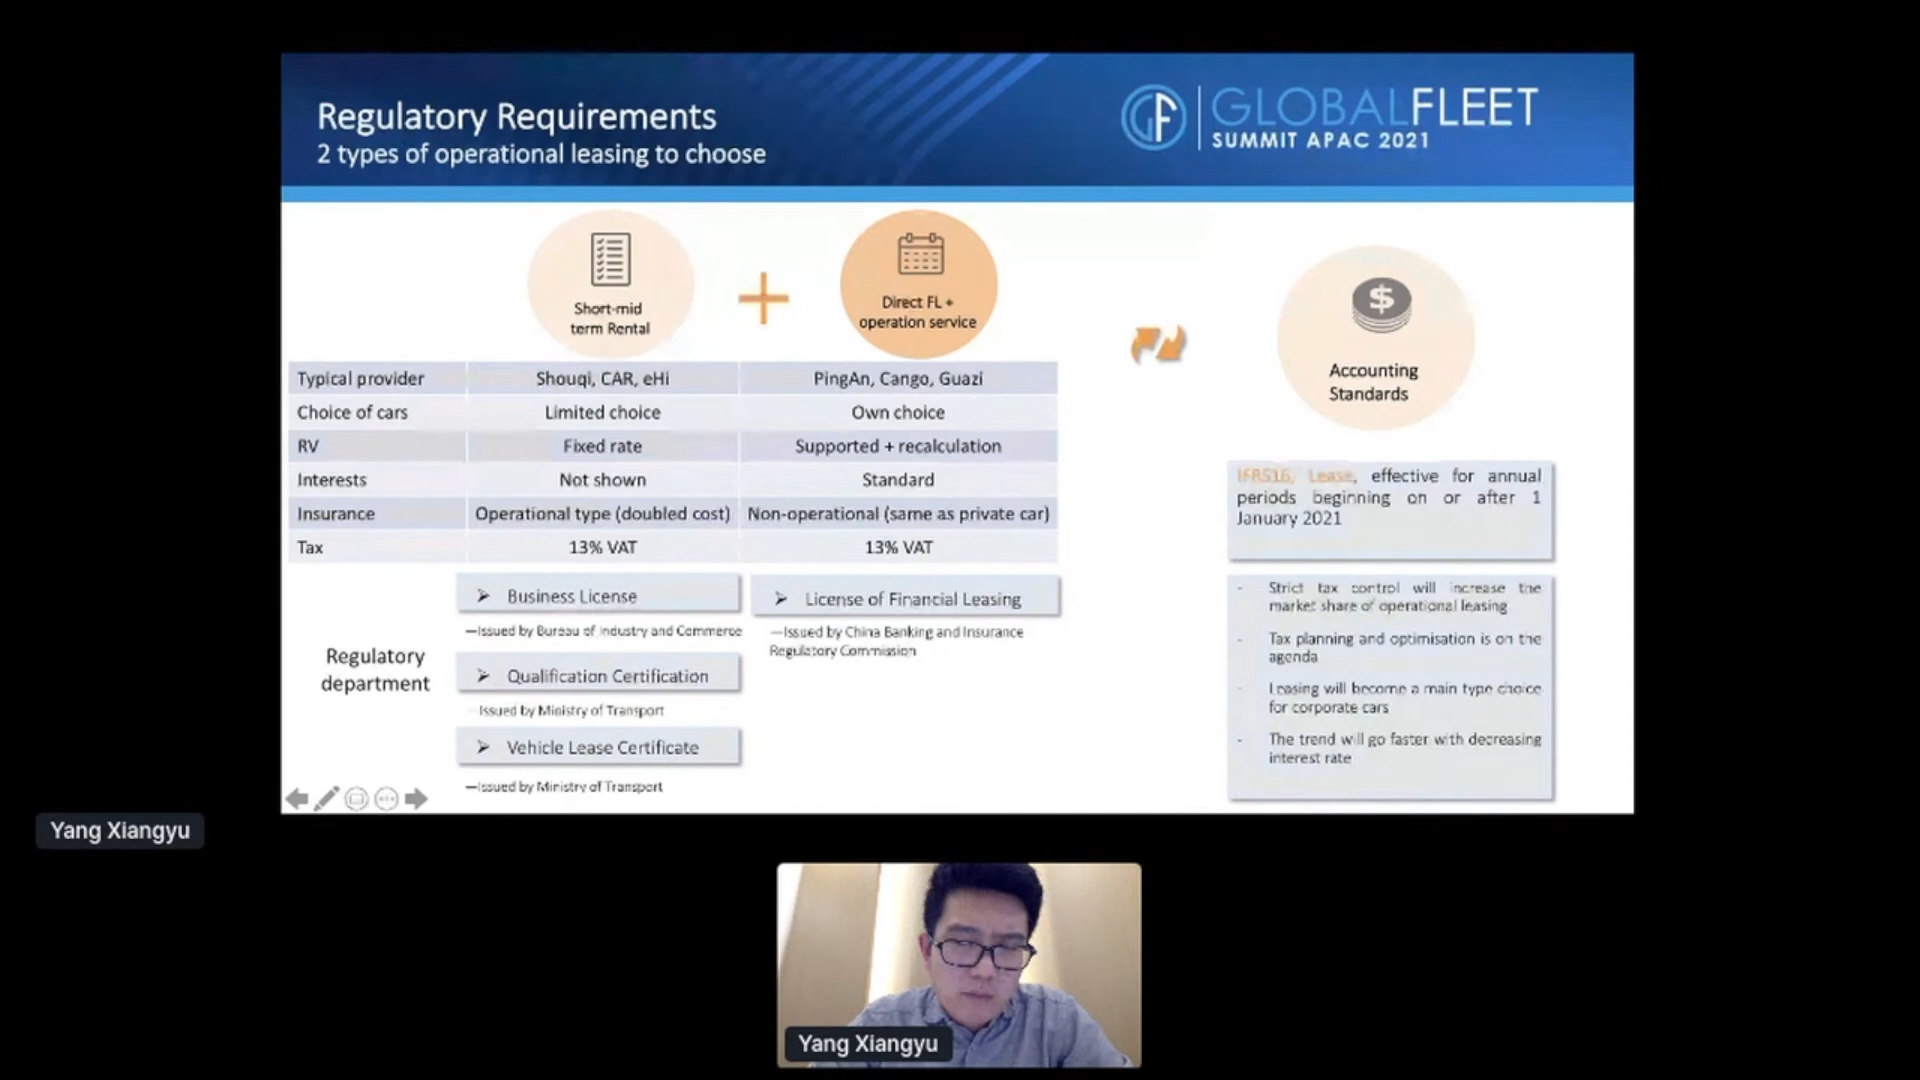 Regulatory Requirements
2 types of operational leasing to choose
GF
GLOBALFLEET
SUMMIT APAC 2021
Short-mid
term Rental
Direct FL +
operation service
Typical provider Shouqi, CAR, eHi PingAn, Cango, Guazi
Choice of cars Limited choice Own choice
RV Fixed rate Supported + recalculation
Interests Not shown Standard
Insurance Operational type (doubled cost) Non-operational (same as private car)
Tax 13% VAT 13% VAT
Regulatory
department
➢ Business License
—Issued by Bureau of Industry and Commerce
➢ Qualification Certification
—Issued by Ministry of Transport
➢ Vehicle Lease Certificate
—Issued by Ministry of Transport
➢ License of Financial Leasing
—Issued by China Banking and Insurance
Regulatory Commission
$
Accounting
Standards
IFRS16, Lease, effective for annual
periods beginning on or after 1
January 2021
- Strict tax control will increase the
market share of operational leasing
- Tax planning and optimisation is on the
agenda
- Leasing will become a main type choice
for corporate cars
- The trend will go faster with decreasing
interest rate
Yang Xiangyu
Yang Xiangyu